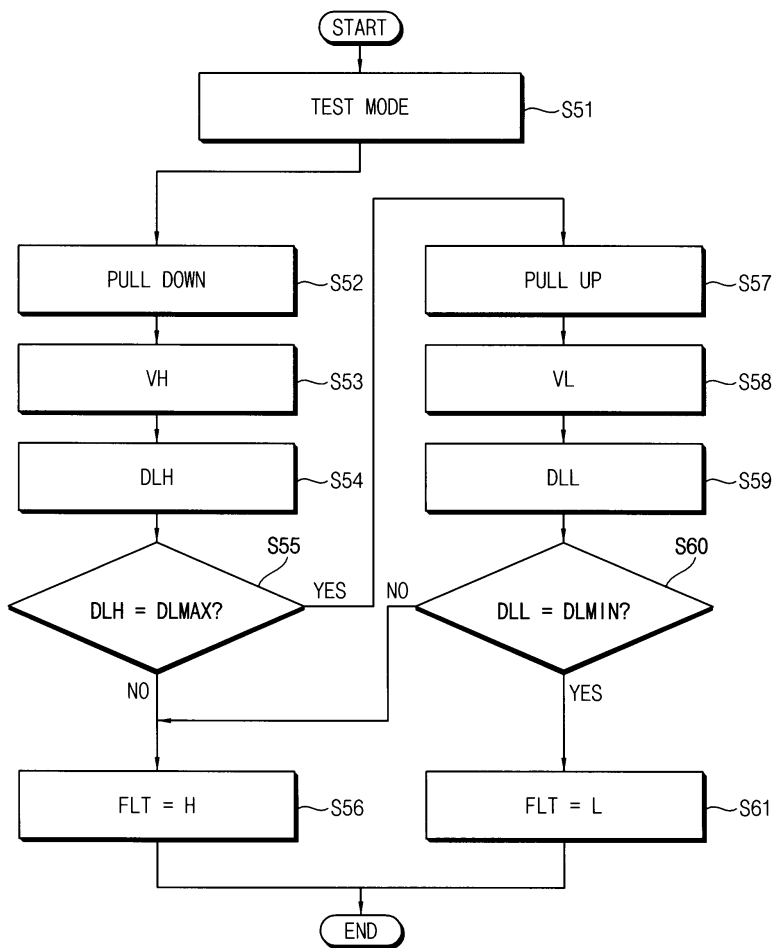 START
TEST MODE
S51
PULL DOWN
S52
VH
S53
DLH
S54
S55
DLH = DLMAX?
YES
NO
FLT = H
S56
PULL UP
S57
VL
S58
DLL
S59
S60
NO
DLL = DLMIN?
YES
FLT = L
S61
END